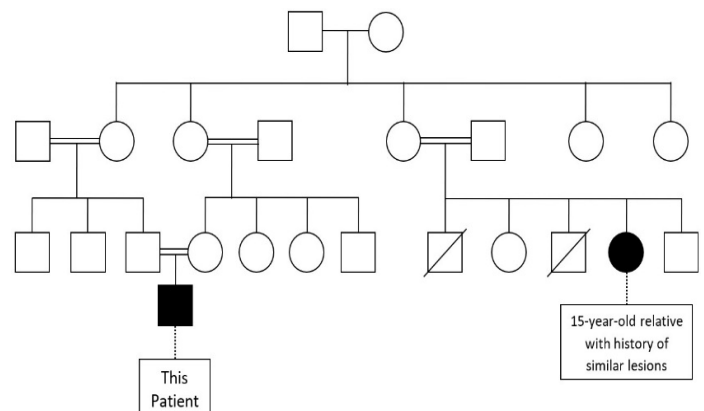 15-year-old relative
with history of
similar lesions
This
Patient